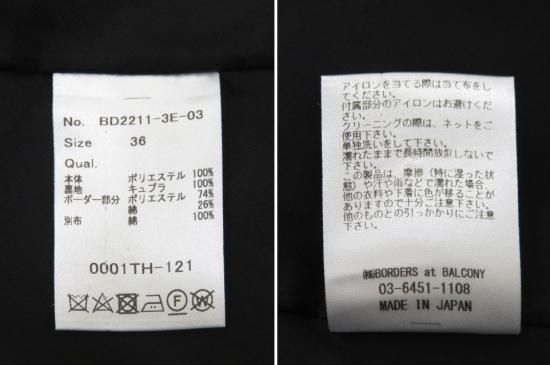 No. BD2211-3E-03
Size 36
Qual.
本体 ポリエステル 100%
裏地 キュプラ 100%
ボーダー部分 ポリエステル 74%
綿 26%
別布 綿 100%
0001TH-121
P W
アイロンを当てる際は当て布をし
てください。
付属部分のアイロンはお避けくだ
さい。
クリーニングの際は、ネットをご
使用下さい。
単独洗いをして下さい。
濡れたままで長時間放置しないで
下さい。
この製品は、摩擦（特に湿った状
態）や汗や雨などで濡れた場合、
他の衣料や下着に色が移ることが
ありますので十分ご注意下さい。
他のものとの引っかかりにご注意
下さい。
㈱BORDERS at BALCONY
03-6451-1108
MADE IN JAPAN